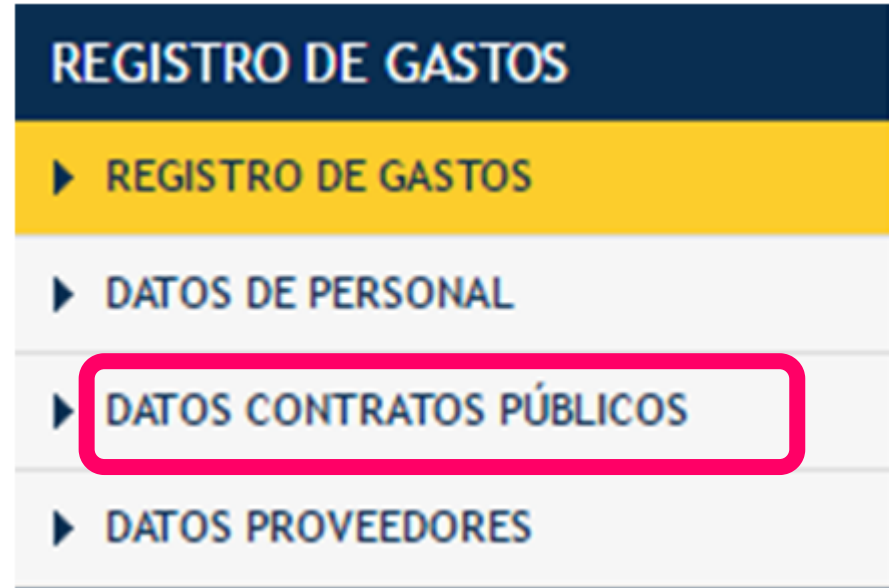 REGISTRO DE GASTOS
REGISTRO DE GASTOS
DATOS DE PERSONAL
DATOS CONTRATOS PÚBLICOS
DATOS PROVEEDORES